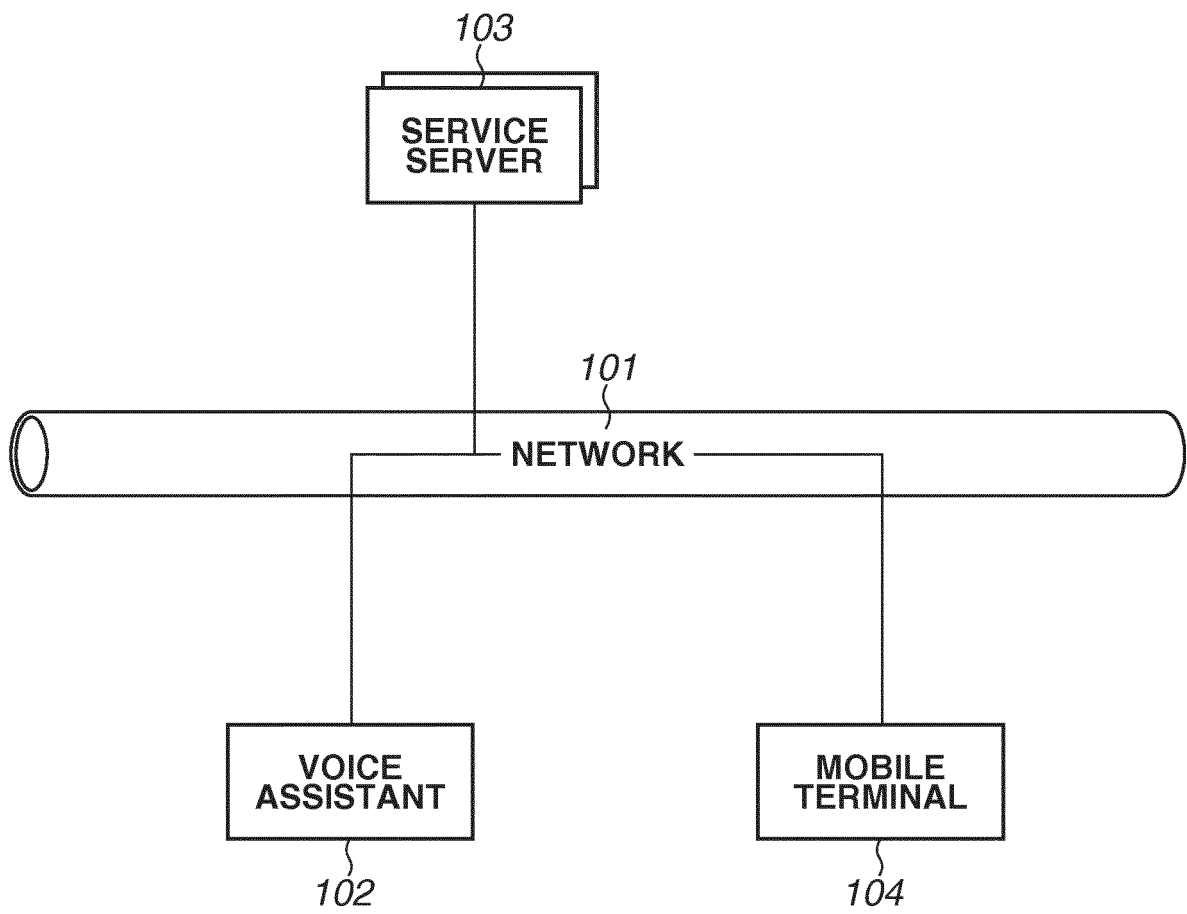 103
SERVICE
SERVER
101
NETWORK
VOICE
ASSISTANT
102
MOBILE
TERMINAL
104